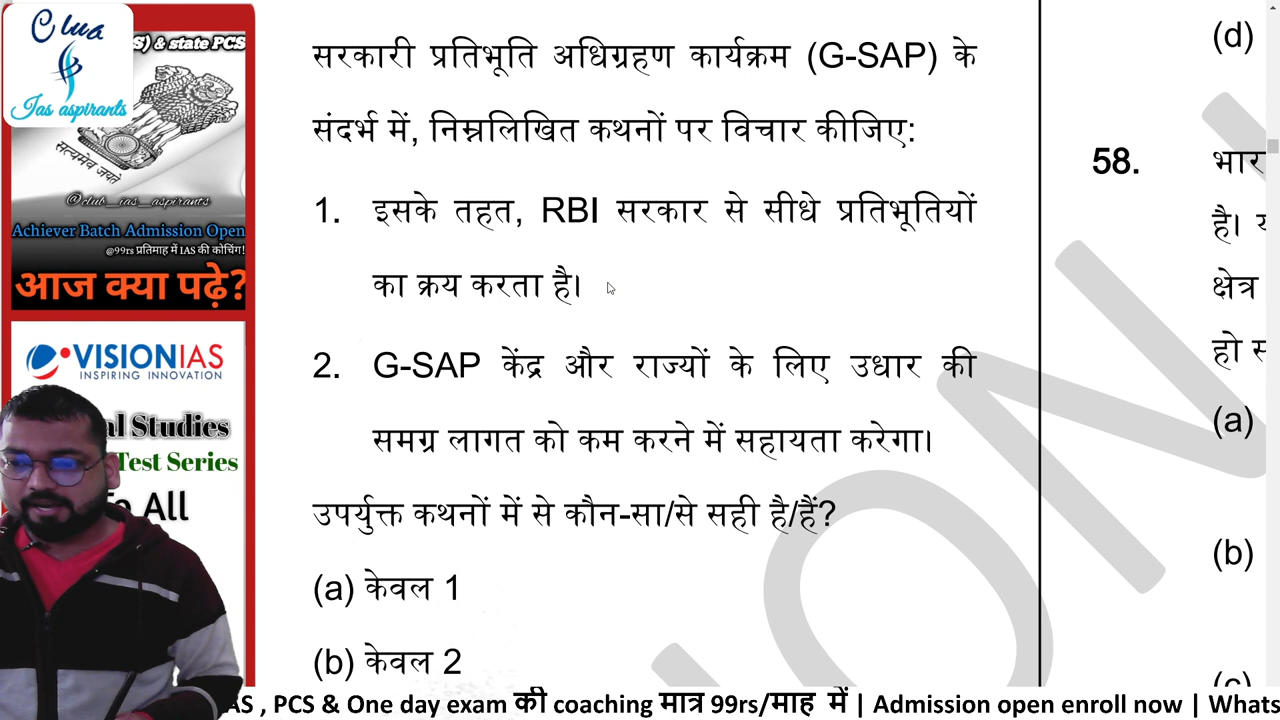 Clua
Ias aspirants
S) & state PCS
सत्यमेव जयते
@club_ias_aspirants
Achiever Batch Admission Open
@99rs प्रतिमाह में IAS की कोचिंग!
आज क्या पढ़े?
VISIONIAS
INSPIRING INNOVATION
al Studies
Test Series
All
सरकारी प्रतिभूति अधिग्रहण कार्यक्रम (G-SAP) के
संदर्भ में, निम्नलिखित कथनों पर विचार कीजिए:
1. इसके तहत, RBI सरकार से सीधे प्रतिभूतियों
का क्रय करता है।
2. G-SAP केंद्र और राज्यों के लिए उधार की
समग्र लागत को कम करने में सहायता करेगा।
उपर्युक्त कथनों में से कौन-सा/से सही है/हैं?
(a) केवल 1
(b) केवल 2
(d)
58. भार
है।
क्षेत्र
हो
(a)
(b)
AS , PCS & One day exam की coaching मात्र 99rs/माह में | Admission open enroll now | Whats